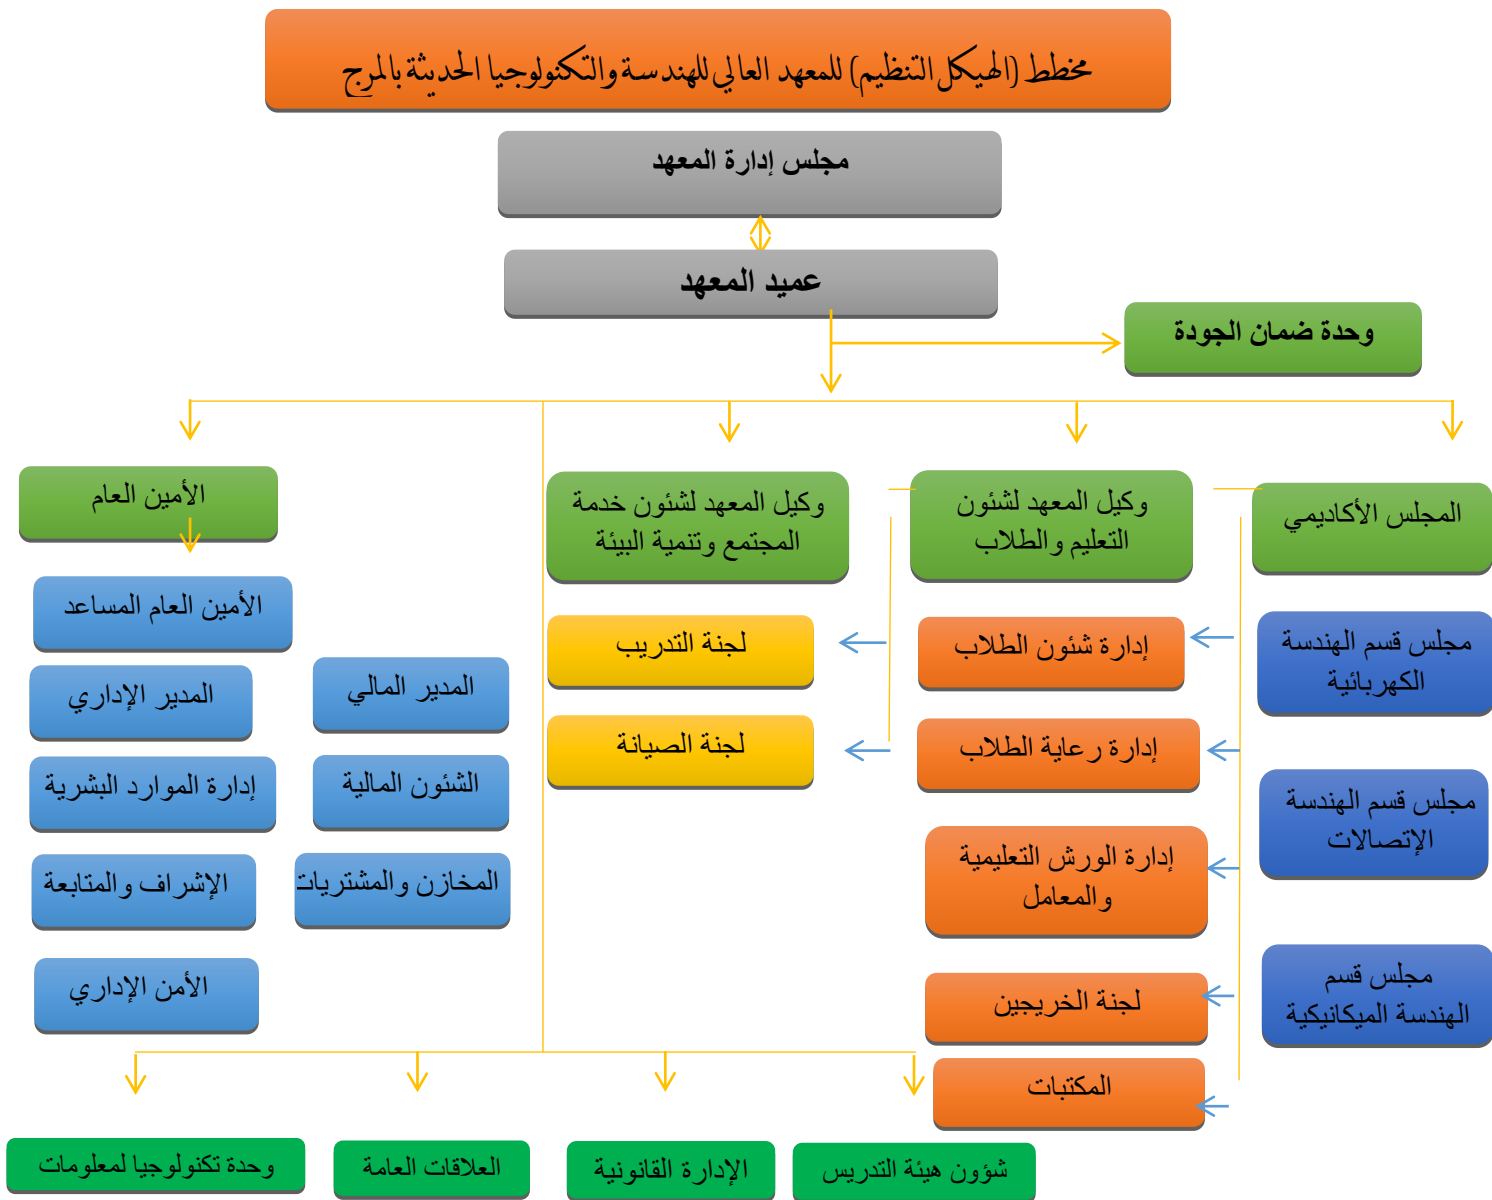 مخطط (الهيكل التنظيم) للمعهد العالي للهندسة والتكنولوجيا الحديثة بالمرج
مجلس إدارة المعهد
عميد المعهد
وحدة ضمان الجودة
المجلس الأكاديمي
وكيل المعهد لشئون
التعليم والطلاب
وكيل المعهد لشئون خدمة
المجتمع وتنمية البيئة
الأمين العام
مجلس قسم الهندسة
الكهربائية
مجلس قسم الهندسة
الإتصالات
مجلس قسم
الهندسة الميكانيكية
إدارة شئون الطلاب
إدارة رعاية الطلاب
إدارة الورش التعليمية
والمعامل
لجنة الخريجين
المكتبات
لجنة التدريب
لجنة الصيانة
الأمين العام المساعد
المدير المالي
المدير الإداري
الشئون المالية
إدارة الموارد البشرية
المخازن والمشتريات
الإشراف والمتابعة
الأمن الإداري
شؤون هيئة التدريس
الإدارة القانونية
العلاقات العامة
وحدة تكنولوجيا لمعلومات